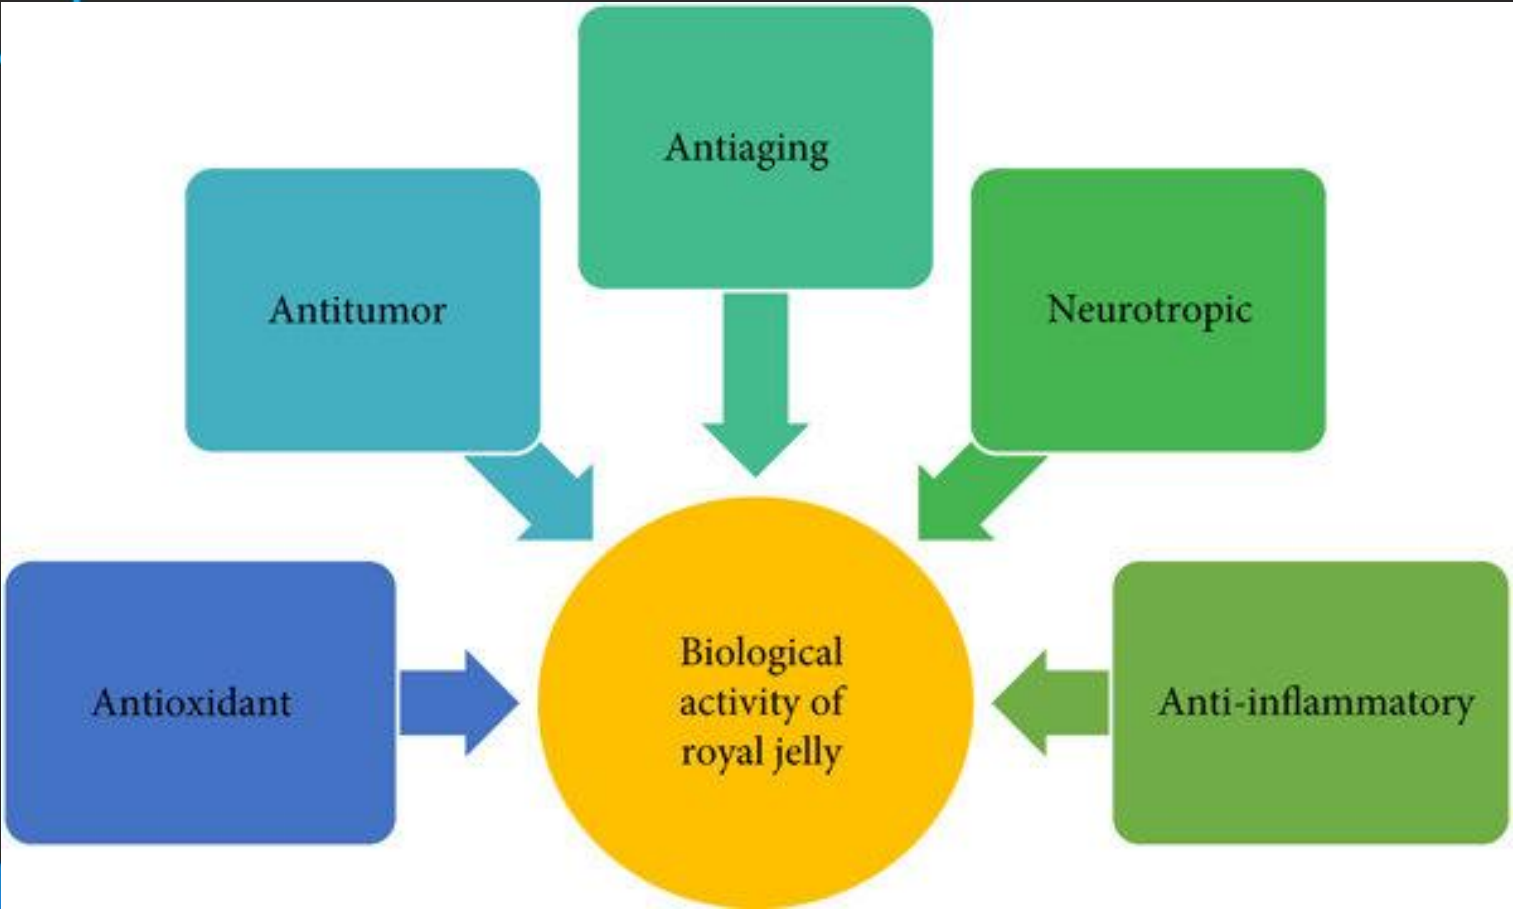 Antiaging
Antitumor
Neurotropic
Antioxidant
Biological
activity of
royal jelly
Anti-inflammatory